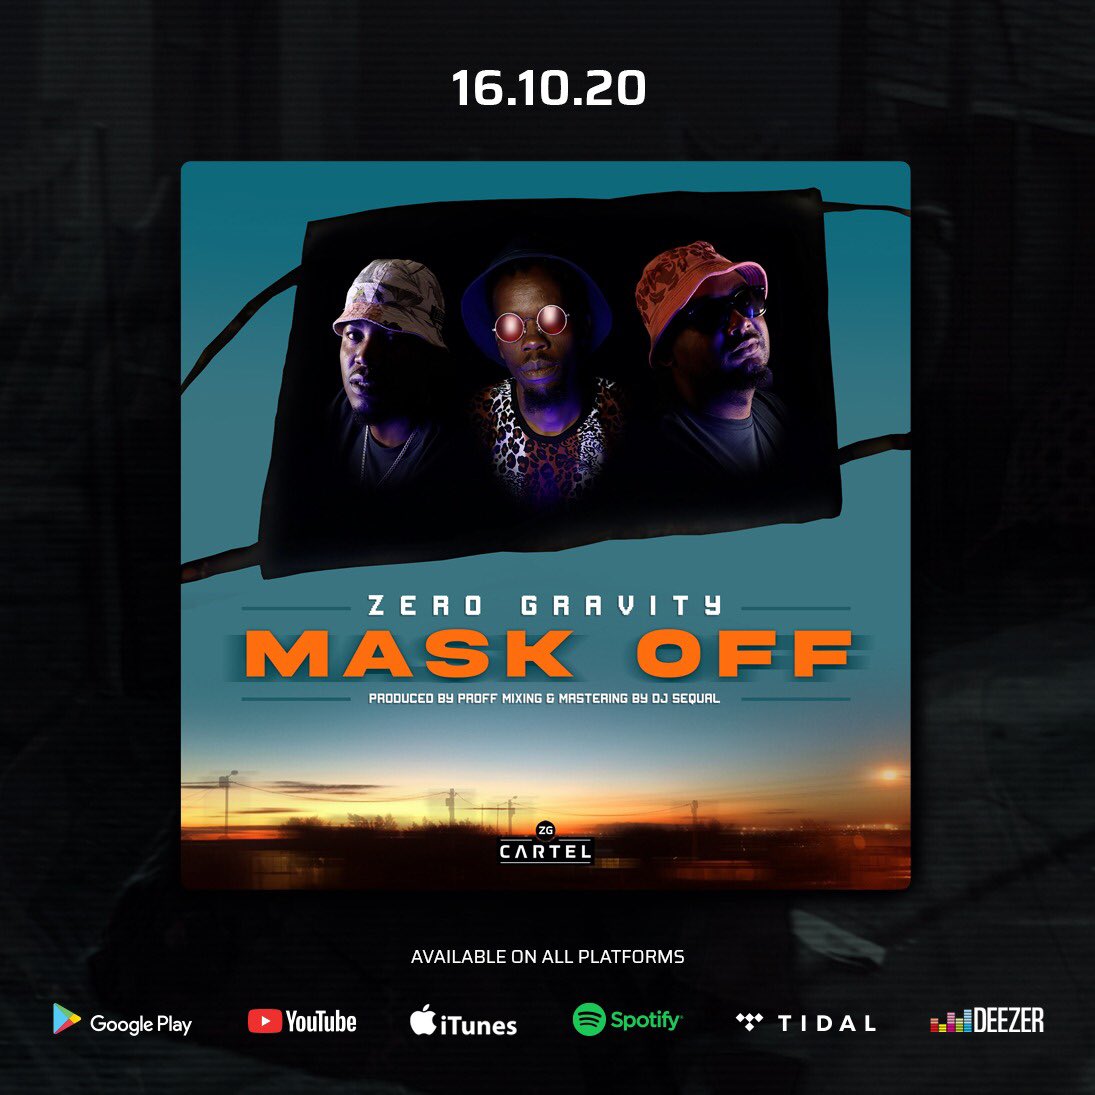 16.10.20
ZERO GRAVITY
MASK OFF
PRODUCED BY PROFF MIXING & MASTERING BY DJ SEQUAL
ZG
CARTEL
AVAILABLE ON ALL PLATFORMS
Google Play YouTube iTunes Spotify TIDAL DEEZER